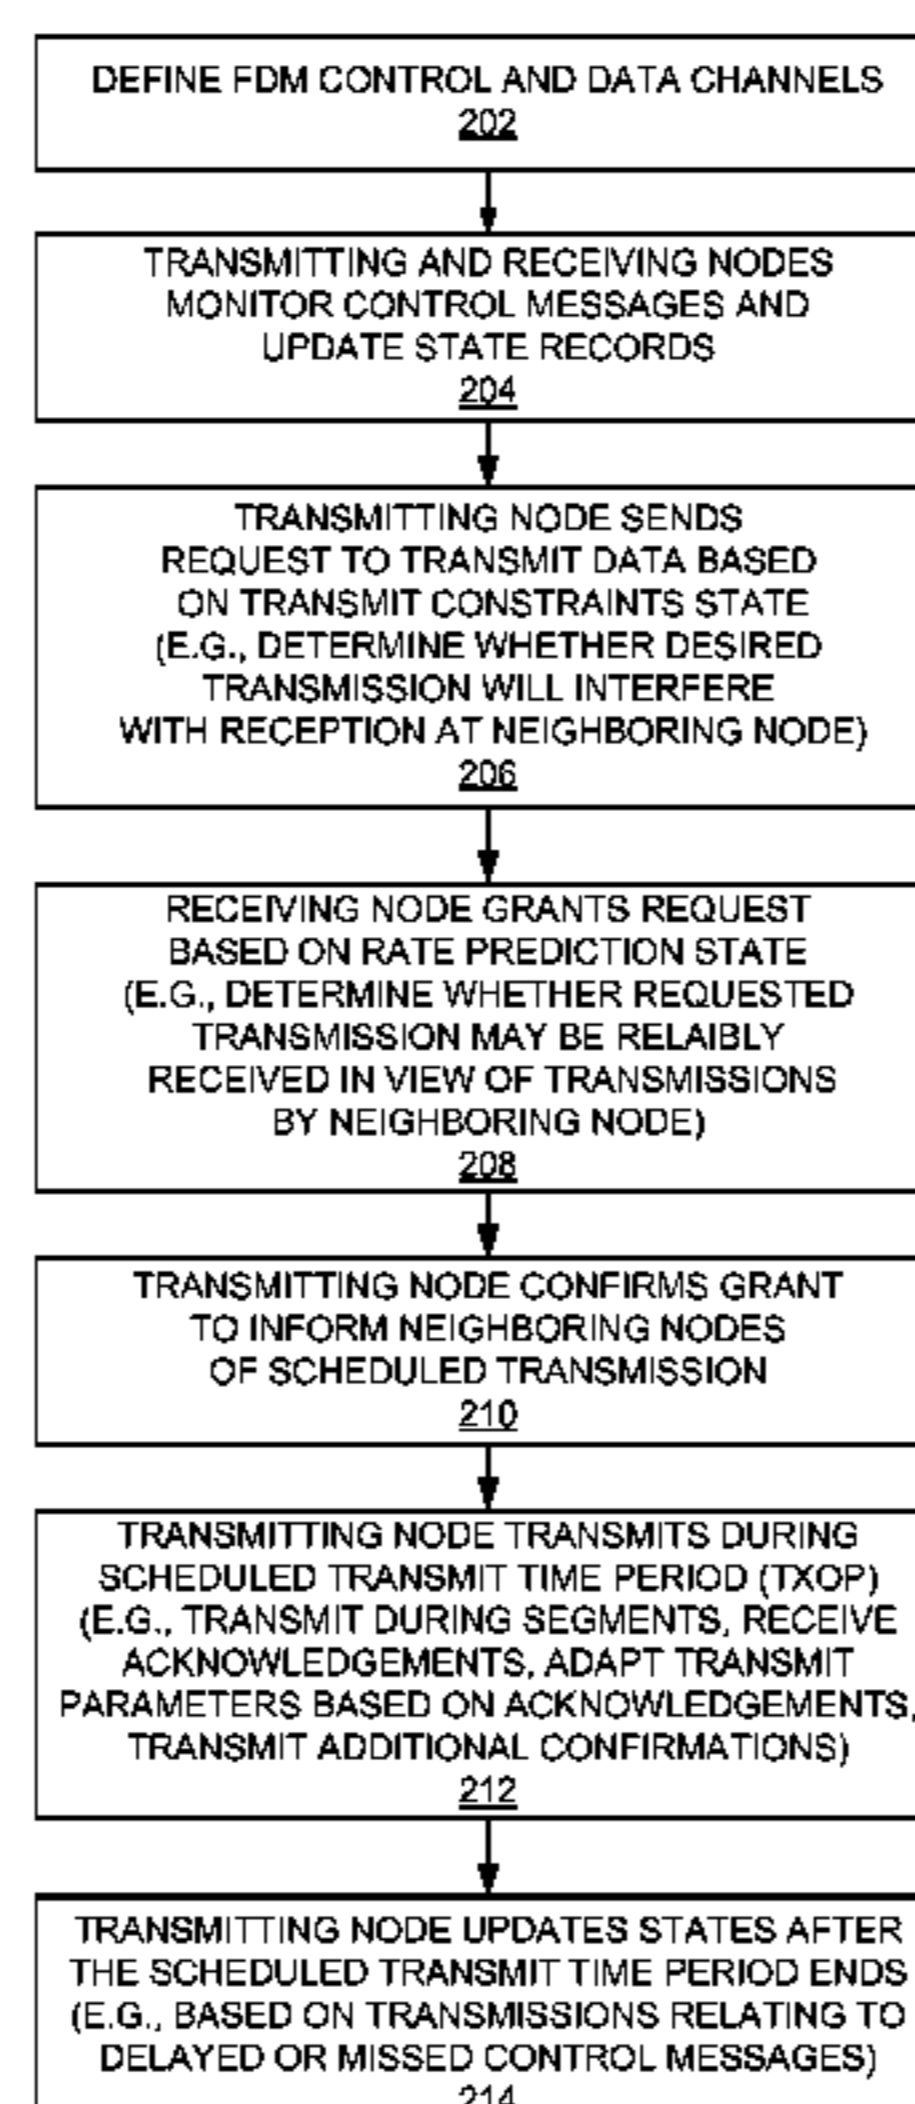 DEFINE FDM CONTROL AND DATA CHANNELS
202
TRANSMITTING AND RECEIVING NODES
MONITOR CONTROL MESSAGES AND
UPDATE STATE RECORDS
204
TRANSMITTING NODE SENDS
REQUEST TO TRANSMIT DATA BASED
ON TRANSMIT CONSTRAINTS STATE
(E.G., DETERMINE WHETHER DESIRED
TRANSMISSION WILL INTERFERE
WITH RECEPTION AT NEIGHBORING NODE)
206
RECEIVING NODE GRANTS REQUEST
BASED ON RATE PREDICTION STATE
(E.G., DETERMINE WHETHER REQUESTED
TRANSMISSION MAY BE RELAIBLY
RECEIVED IN VIEW OF TRANSMISSIONS
BY NEIGHBORING NODE)
208
TRANSMITTING NODE CONFIRMS GRANT
TO INFORM NEIGHBORING NODES
OF SCHEDULED TRANSMISSION
210
TRANSMITTING NODE TRANSMITS DURING
SCHEDULED TRANSMIT TIME PERIOD (TXOP)
(E.G., TRANSMIT DURING SEGMENTS, RECEIVE
ACKNOWLEDGEMENTS, ADAPT TRANSMIT
PARAMETERS BASED ON ACKNOWLEDGEMENTS,
TRANSMIT ADDITIONAL CONFIRMATIONS)
212
TRANSMITTING NODE UPDATES STATES AFTER
THE SCHEDULED TRANSMIT TIME PERIOD ENDS
(E.G., BASED ON TRANSMISSIONS RELATING TO
DELAYED OR MISSED CONTROL MESSAGES)
214